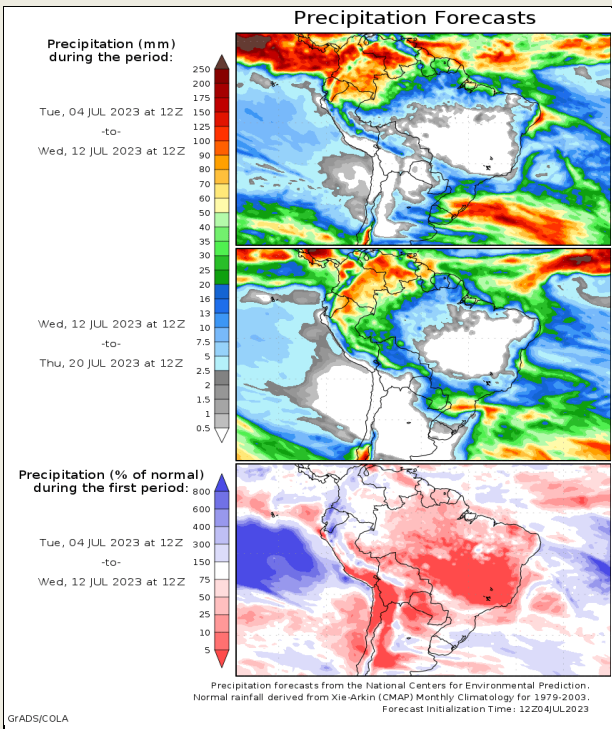 Precipitation Forecasts
Precipitation (mm)
during the period:
Tue, 04 JUL 2023 at 12Z
-to-
Wed, 12 JUL 2023 at 12Z
250
200
175
150
125
100
90
80
70
60
50
40
35
30
25
20
16
13
10
7.5
5
2.5
2
1.5
1
0.5
Wed, 12 JUL 2023 at 12Z
-to-
Thu, 20 JUL 2023 at 12Z
Precipitation (% of normal)
during the first period:
Tue, 04 JUL 2023 at 12Z
-to-
Wed, 12 JUL 2023 at 12Z
800
600
400
300
150
75
50
25
10
5
Precipitation forecasts from the National Centers for Environmental Prediction.
Normal rainfall derived from Xie-Arkin (CMAP) Monthly Climatology for 1979-2003.
Forecast Initialization Time: 12Z04JUL2023
GrADS/COLA